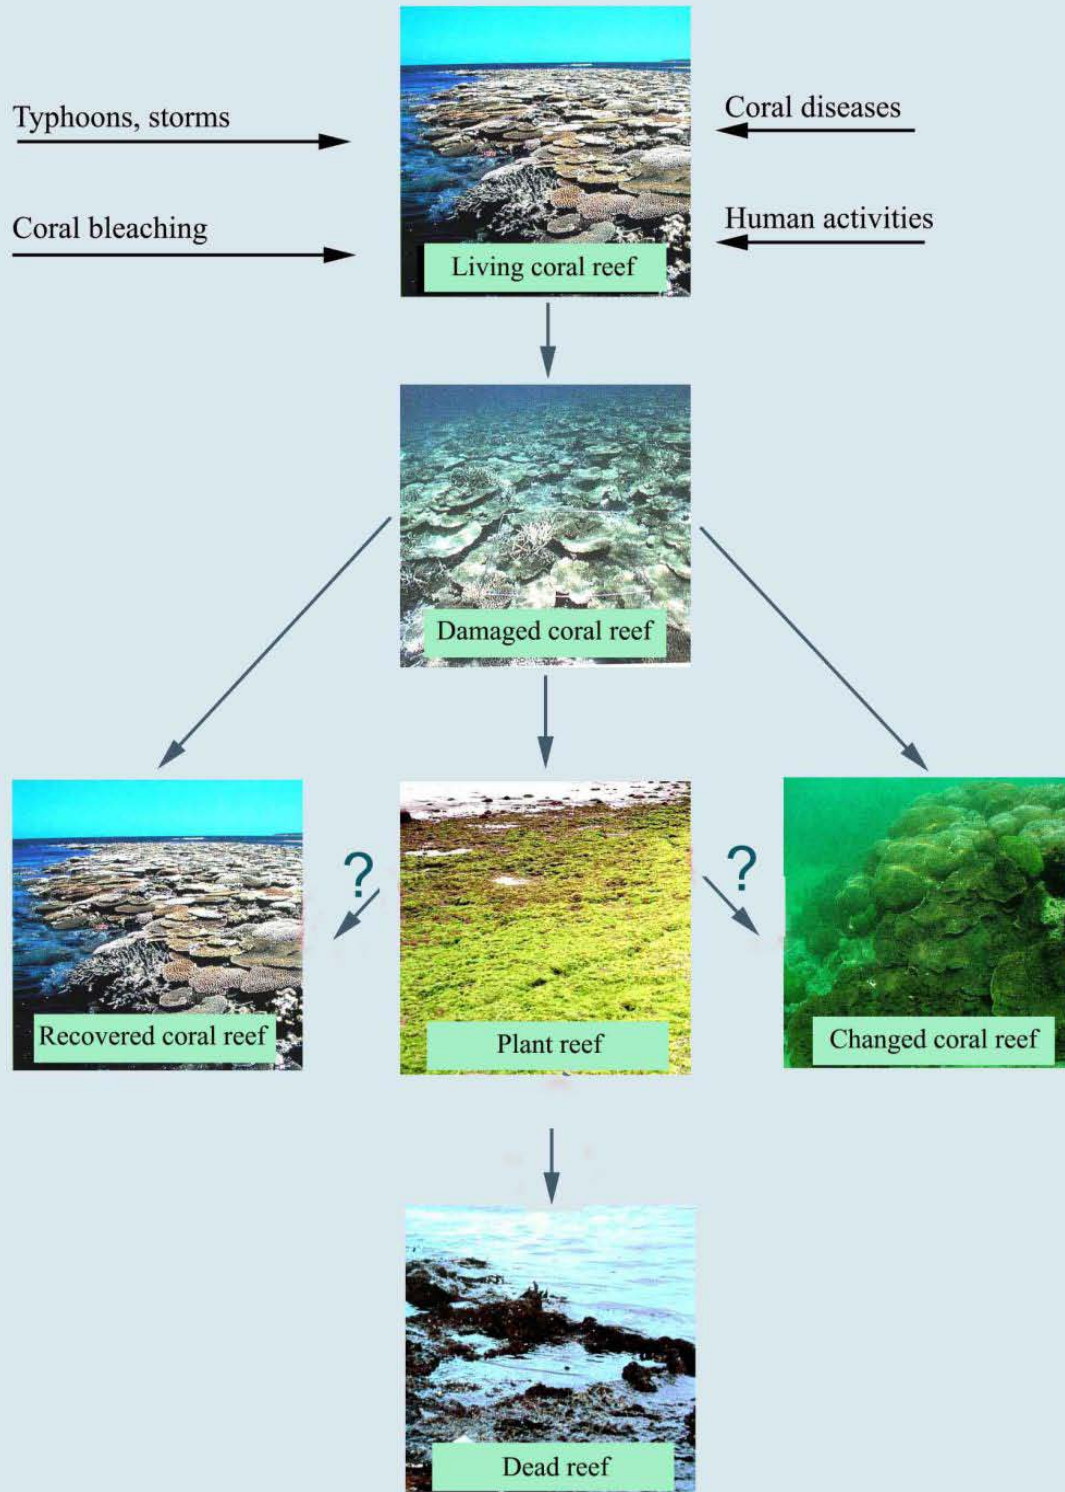 Typhoons, storms
Coral diseases
Coral bleaching
Human activities
Living coral reef
Damaged coral reef
?
?
Recovered coral reef
Plant reef
Changed coral reef
Dead reef